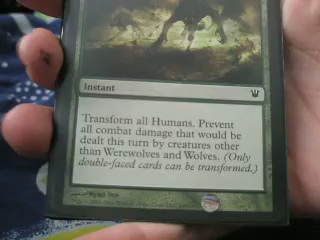 Instant
Transform all Humans. Prevent
all combat damage that would be
dealt this turn by creatures other
than Werewolves and Wolves. (Only
double-faced cards can be transformed.)